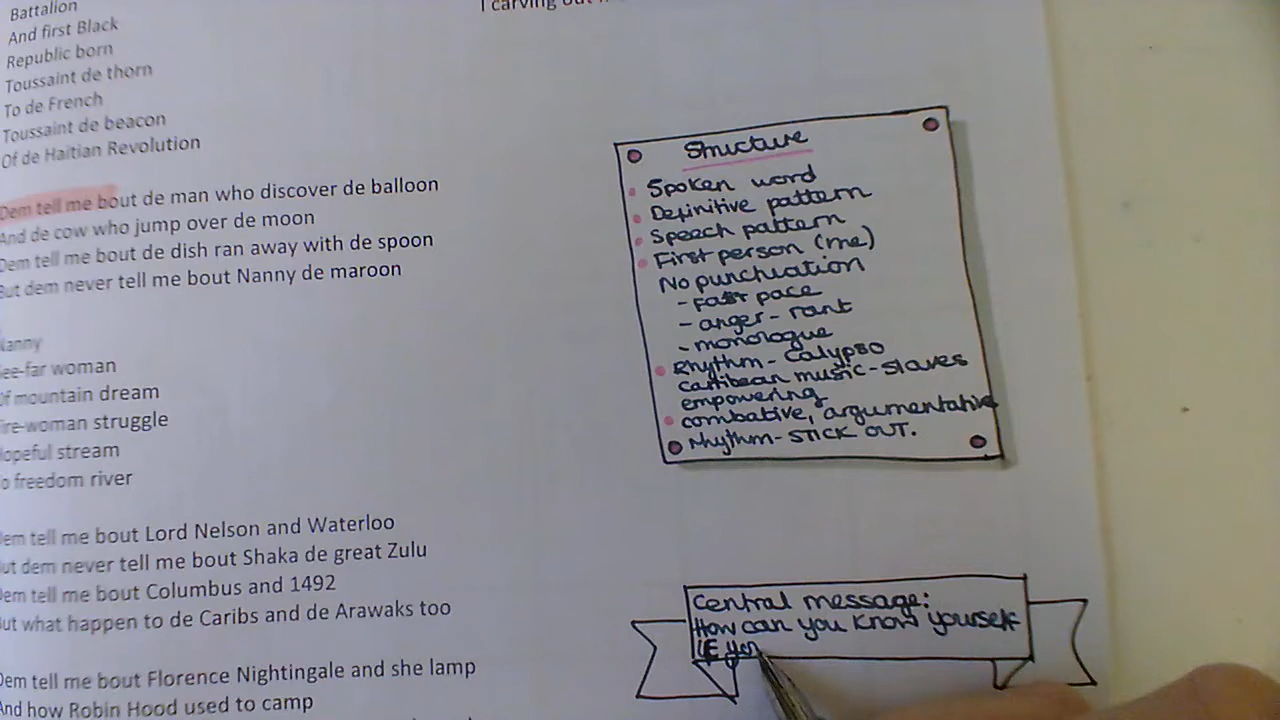 Battalion
And first Black
Republic born
Toussaint de thorn
To de French
Toussaint de beacon
Of de Haitian Revolution
Dem tell me bout de man who discover de balloon
And de cow who jump over de moon
Dem tell me bout de dish ran away with de spoon
But dem never tell me bout Nanny de maroon
Nanny
ee-far woman
Of mountain dream
ire-woman struggle
Hopeful stream
o freedom river
Dem tell me bout Lord Nelson and Waterloo
ut dem never tell me bout Shaka de great Zulu
Dem tell me bout Columbus and 1492
But what happen to de Caribs and de Arawaks too
Dem tell me bout Florence Nightingale and she lamp
And how Robin Hood used to camp
I carving out
Structure
Spoken word
Definitive pattern
Speech pattern
First person (me)
No punctuation
- Fast pace
- anger - rant
- monologue
Rhythm - Calypso
Carribean music - slaves
empowering
combative, argumentative
Rhythm - STICK OUT.
Central message:
How can you know yourself
if you